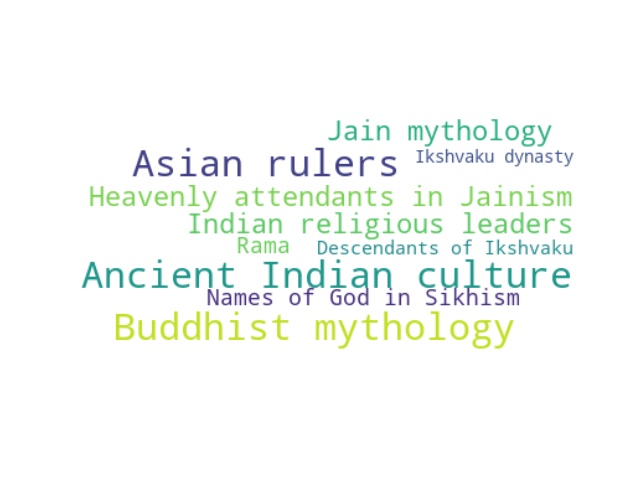 Jain mythology
Asian rulers
Ikshvaku dynasty
Heavenly attendants in Jainism
Indian religious leaders
Rama
Descendants of Ikshvaku
Ancient Indian culture
Names of God in Sikhism
Buddhist mythology